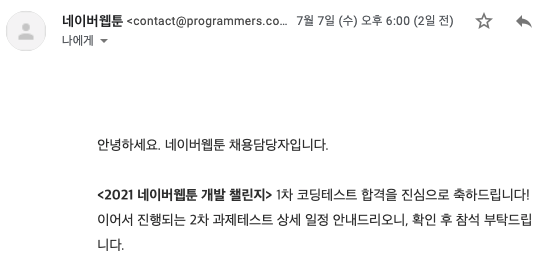 네이버웹툰 <contact@programmers.co... 7월 7일 (수) 오후 6:00 (2일 전)
나에게
안녕하세요. 네이버웹툰 채용담당자입니다.
<2021 네이버웹툰 개발 챌린지> 1차 코딩테스트 합격을 진심으로 축하드립니다!
이어서 진행되는 2차 과제테스트 상세 일정 안내드리오니, 확인 후 참석 부탁드립
니다.